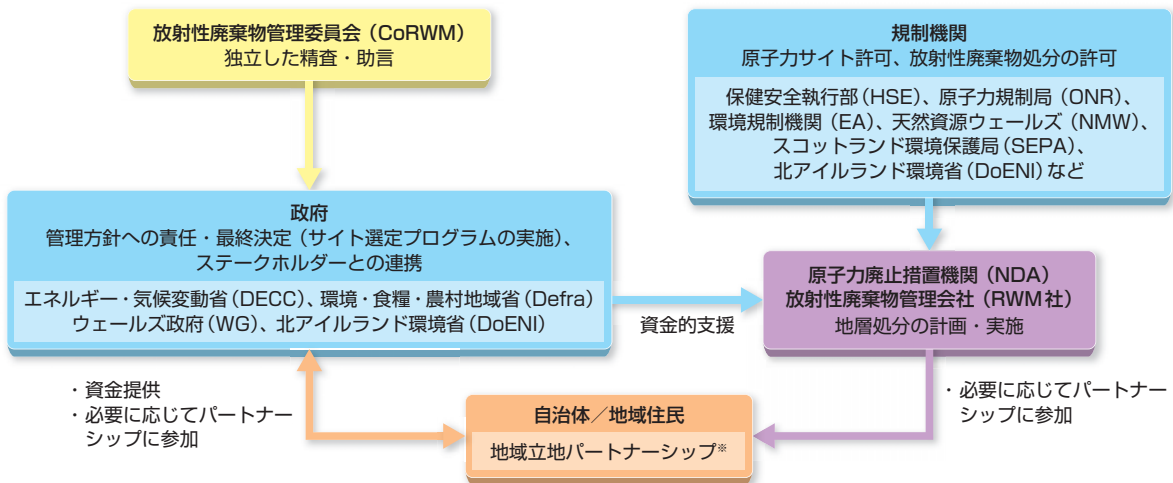 放射性廃棄物管理委員会（CoRWM）
独立した精査・助言
規制機関
原子力サイト許可、放射性廃棄物処分の許可
保健安全執行部（HSE）、原子力規制局（ONR）、
環境規制機関（EA）、天然資源ウェールズ（NMW）、
スコットランド環境保護局（SEPA）、
北アイルランド環境省（DoENI）など
政府
管理方針への責任・最終決定（サイト選定プログラムの実施）、
ステークホルダーとの連携
エネルギー・気候変動省（DECC）、環境・食糧・農村地域省（Defra）
ウェールズ政府（WG）、北アイルランド環境省（DoENI）
資金的支援
原子力廃止措置機関（NDA）
放射性廃棄物管理会社（RWM社）
地層処分の計画・実施
・資金提供
・必要に応じてパートナー
シップに参加
自治体／地域住民
地域立地パートナーシップ※
・必要に応じてパートナー
シップに参加